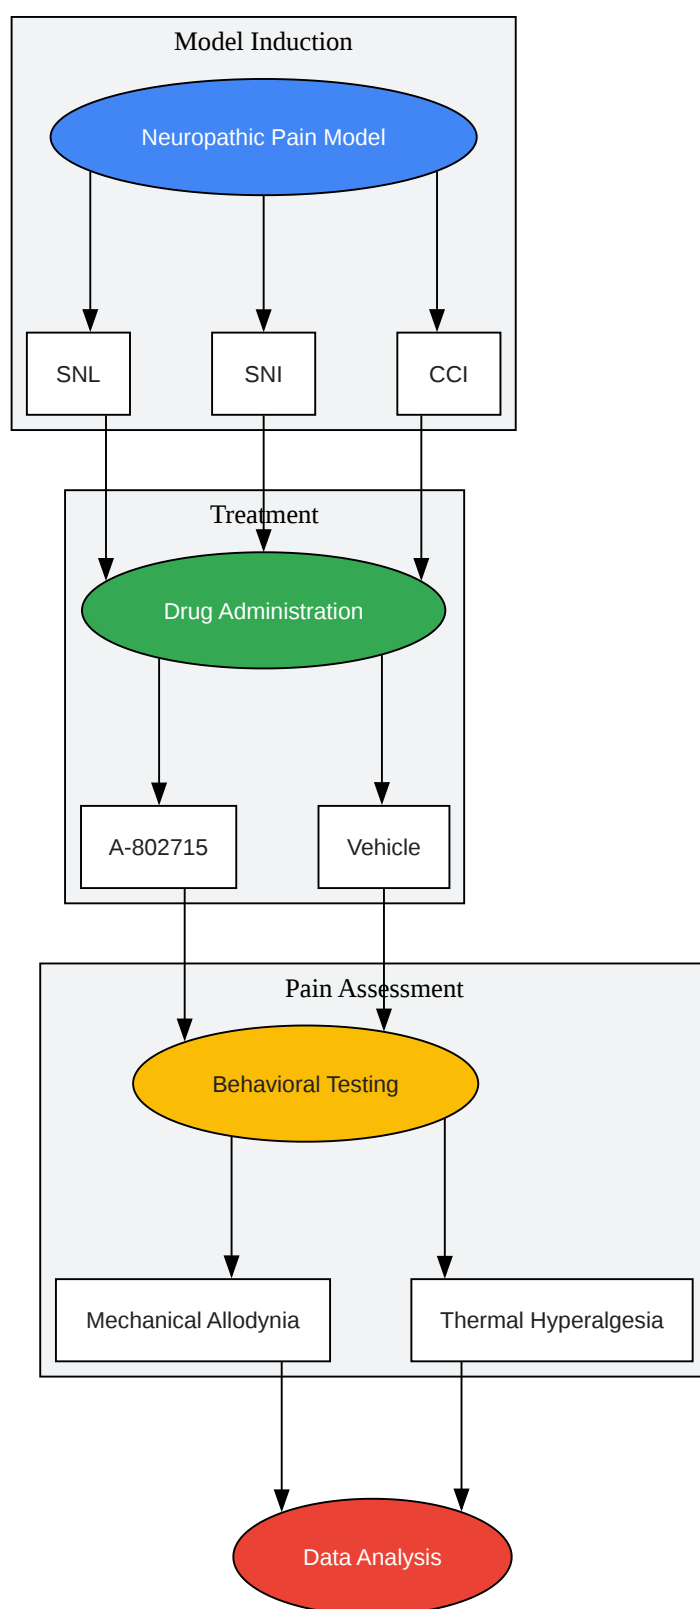 Model Induction
Neuropathic Pain Model
SNL
SNI
CCI
Treatment
Drug Administration
A-802715
Vehicle
Pain Assessment
Behavioral Testing
Mechanical Allodynia
Thermal Hyperalgesia
Data Analysis